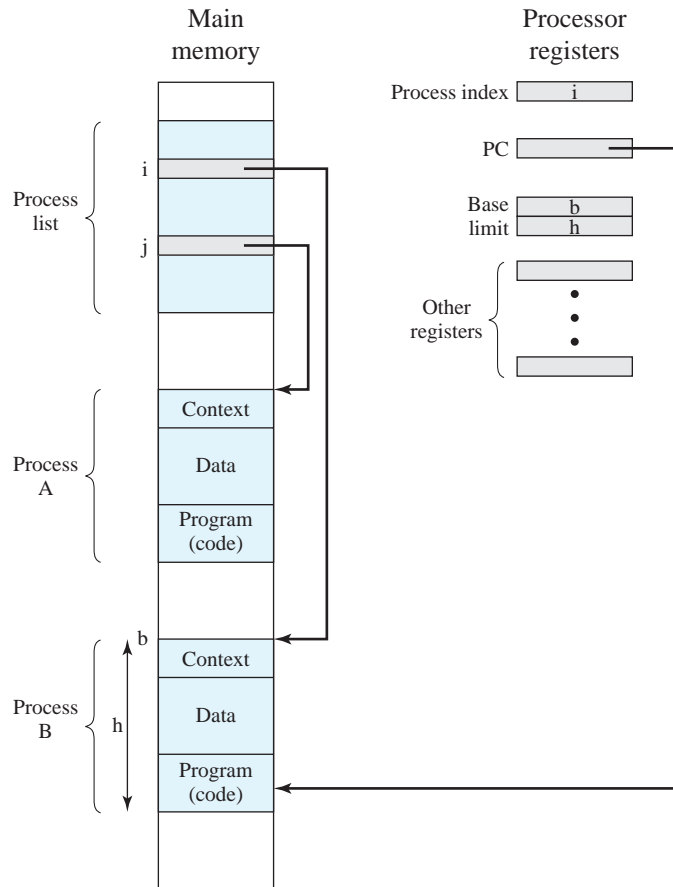 Main
memory
Processor
registers
Process index
i
PC
Base
limit
b
h
Other
registers
i
j
Process
list
Process
A
Context
Data
Program
(code)
b
h
Process
B
Context
Data
Program
(code)